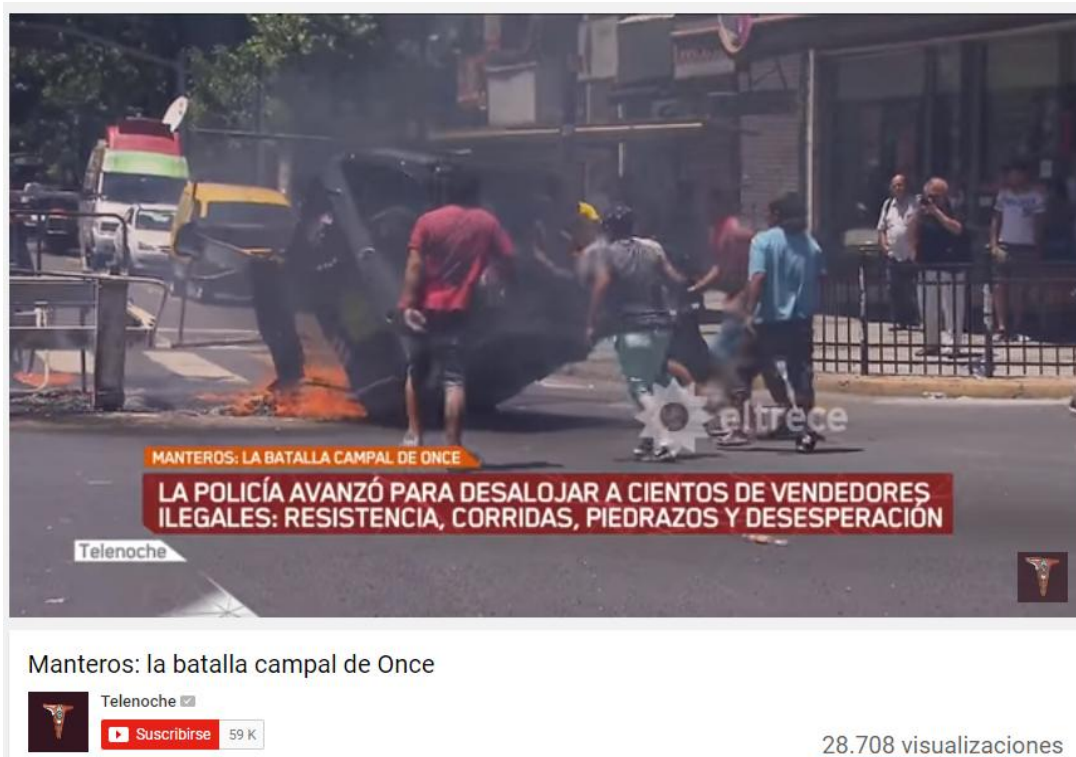 eltrece
MANTEROS: LA BATALLA CAMPAL DE ONCE
LA POLICÍA AVANZÓ PARA DESALOJAR A CIENTOS DE VENDEDORES
ILEGALES: RESISTENCIA, CORRIDAS, PIEDRAZOS Y DESESPERACIÓN
Telenoche
Manteros: la batalla campal de Once
Telenoche
Suscribirse 59 K
28.708 visualizaciones